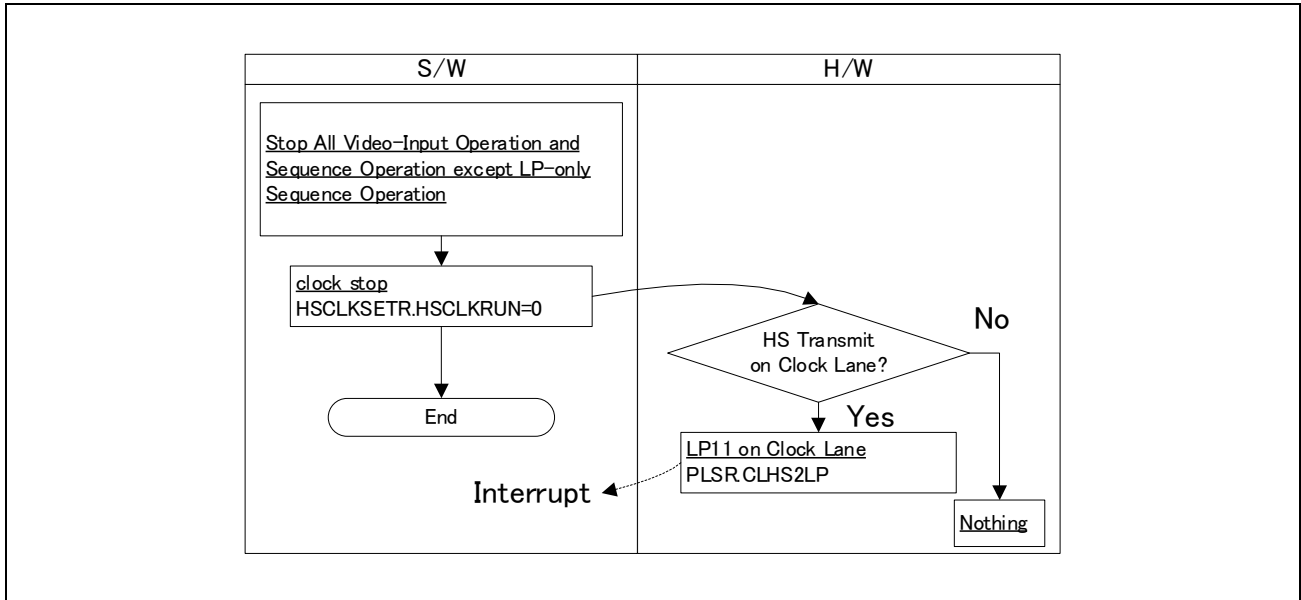 S/W
H/W
Stop All Video-Input Operation and
Sequence Operation except LP-only
Sequence Operation
clock stop
HSCLKSETR.HSCLKRUN=0
End
HS Transmit
on Clock Lane?
No
Yes
LP11 on Clock Lane
PLSR.CLHS2LP
Interrupt
Nothing